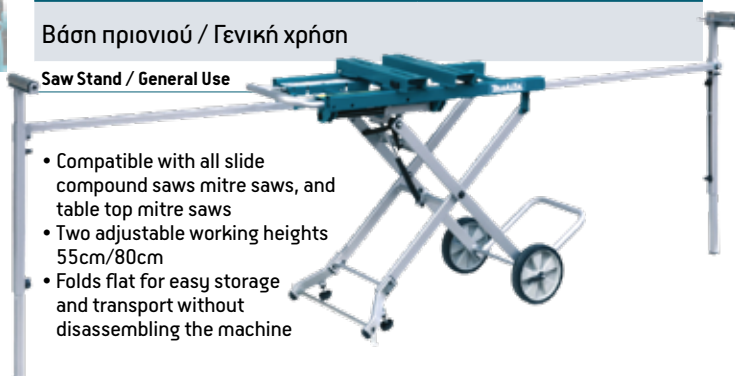 Βάση πριονιού / Γενική χρήση
Saw Stand / General Use
• Compatible with all slide
compound saws mitre saws, and
table top mitre saws
• Two adjustable working heights
55cm/80cm
• Folds flat for easy storage
and transport without
disassembling the machine
Makita